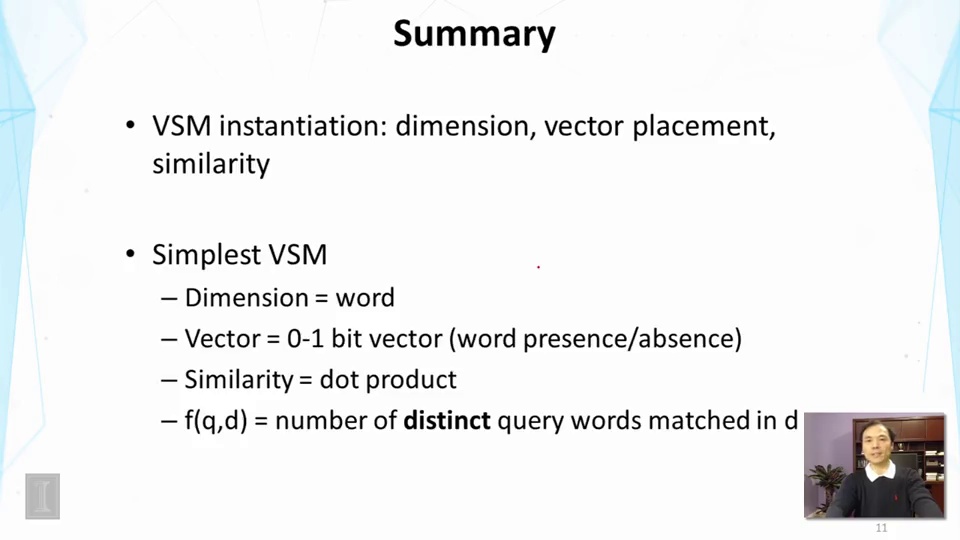 Summary
• VSM instantiation: dimension, vector placement,
similarity
• Simplest VSM
– Dimension = word
– Vector = 0-1 bit vector (word presence/absence)
– Similarity = dot product
– f(q,d) = number of distinct query words matched in d
I
11